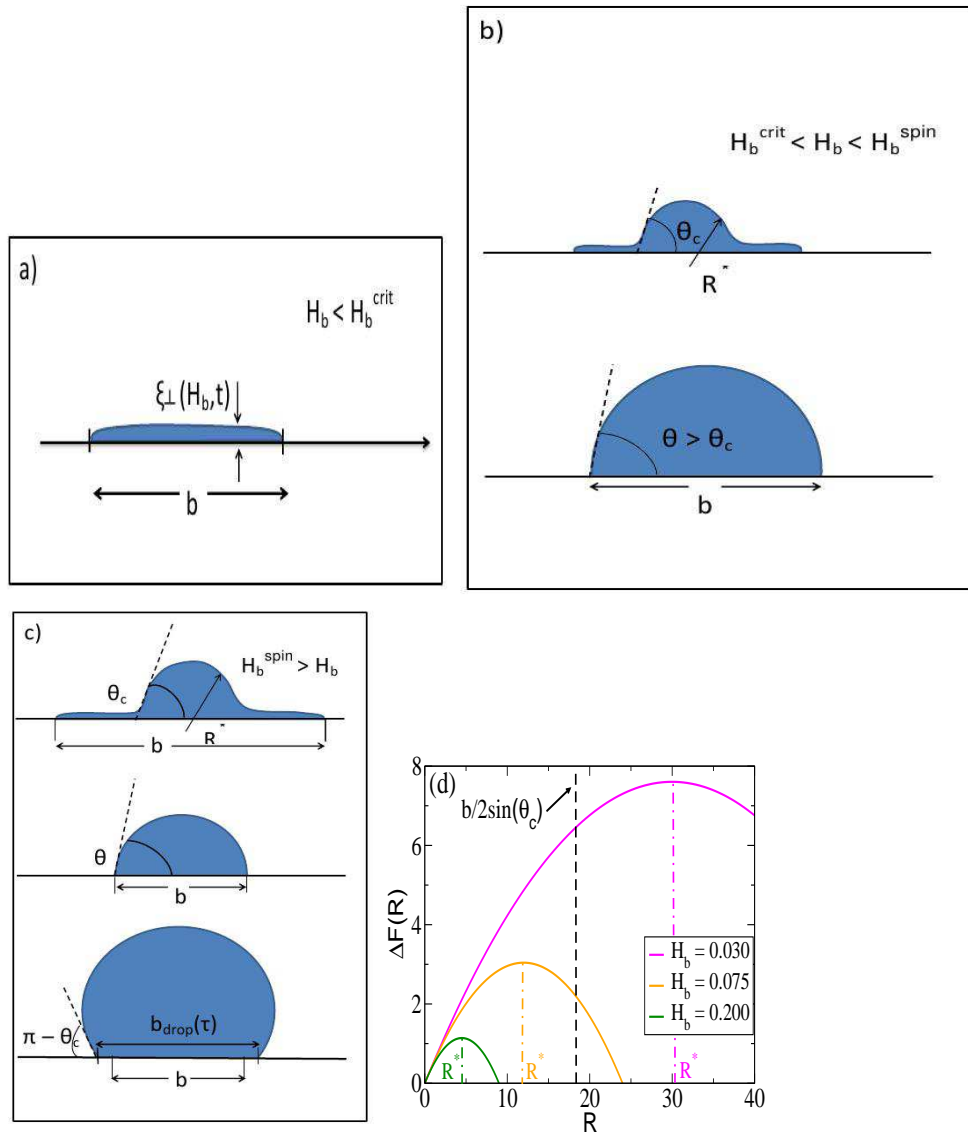 a)
H_b < H_b^crit
ξ⊥(H_b,t)
b
b)
H_b^crit < H_b < H_b^spin
θ_c
R*
θ > θ_c
b
c)
H_b^spin > H_b
θ_c
b
R*
θ
b
π − θ_c
b_drop(τ)
b
(d)
b/2sin(θ_c)
ΔF(R)
8
6
4
2
0
H_b = 0.030
H_b = 0.075
H_b = 0.200
R* R* R*
0 10 20 30 40
R